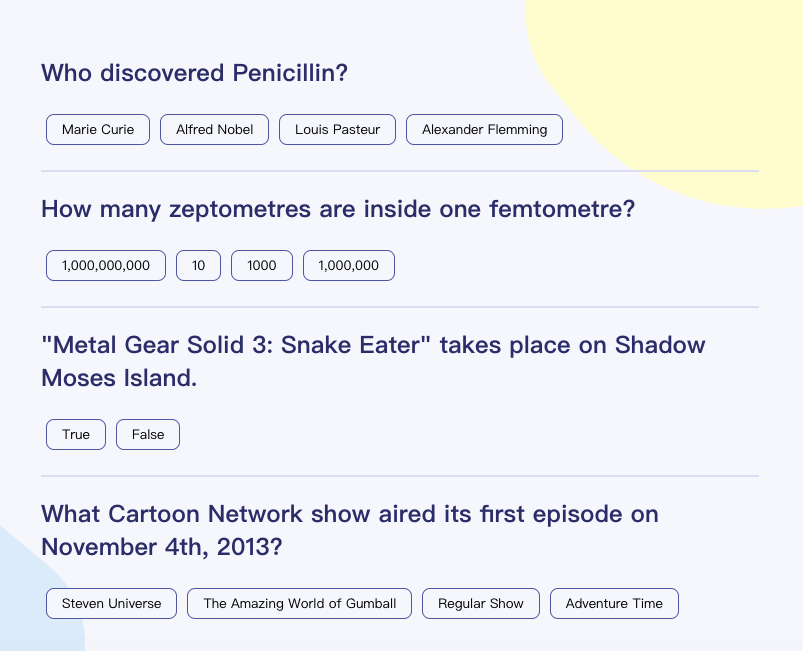 Who discovered Penicillin?
Marie Curie Alfred Nobel Louis Pasteur Alexander Flemming
How many zeptometres are inside one femtometre?
1,000,000,000 10 1000 1,000,000
"Metal Gear Solid 3: Snake Eater" takes place on Shadow
Moses Island.
True False
What Cartoon Network show aired its first episode on
November 4th, 2013?
Steven Universe The Amazing World of Gumball Regular Show Adventure Time